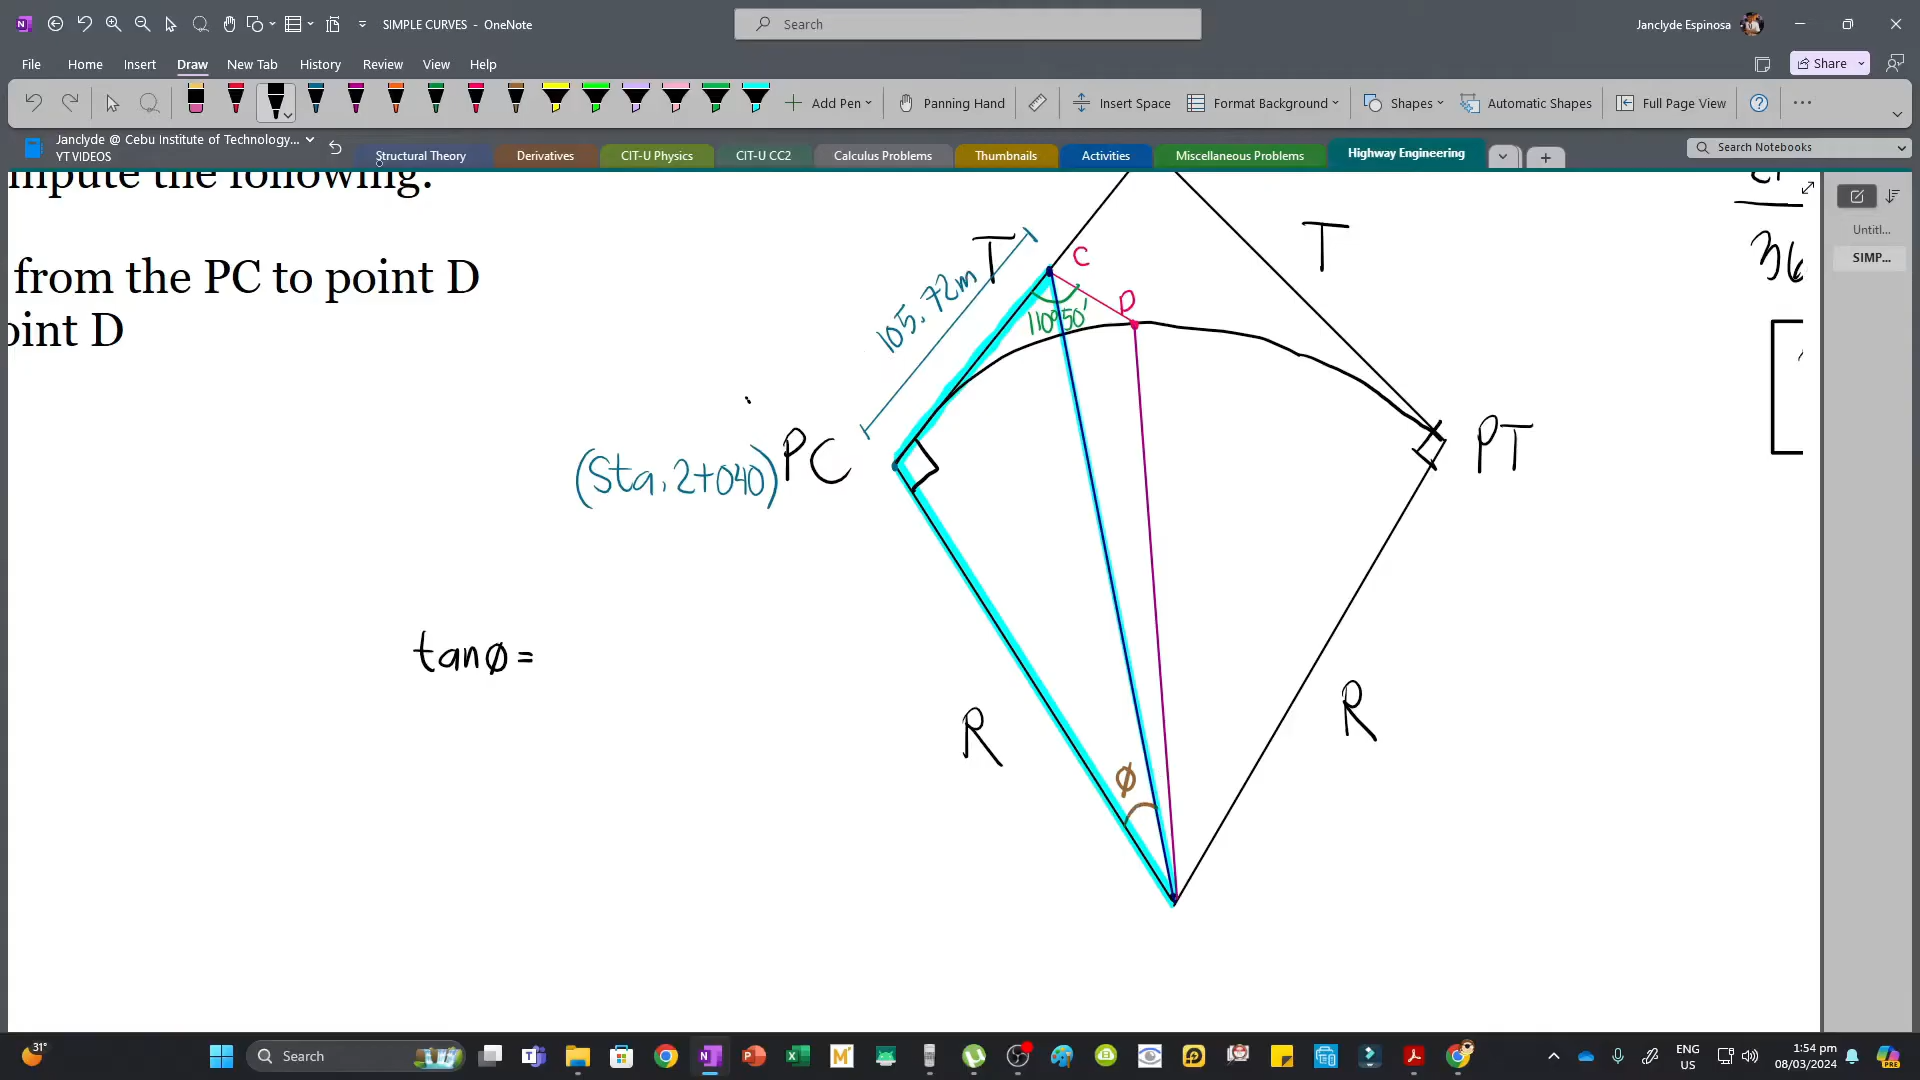 SIMPLE CURVES - OneNote
Search
Janclyde Espinosa
File Home Insert Draw New Tab History Review View Help
Share
Add Pen
Panning Hand
Insert Space
Format Background
Shapes
Automatic Shapes
Full Page View
Janclyde @ Cebu Institute of Technology...
YT VIDEOS
Structural Theory
Derivatives
CIT-U Physics
CIT-U CC2
Calculus Problems
Thumbnails
Activities
Miscellaneous Problems
Highway Engineering
Search Notebooks
Untitl...
SIMP...
mpute the following:
from the PC to point D
oint D
T
T
C
D
105.72m
110°50'
PC
(Sta. 2+040)
PT
tanø =
R
R
ø
36
31°
Search
ENG
US
1:54 pm
08/03/2024